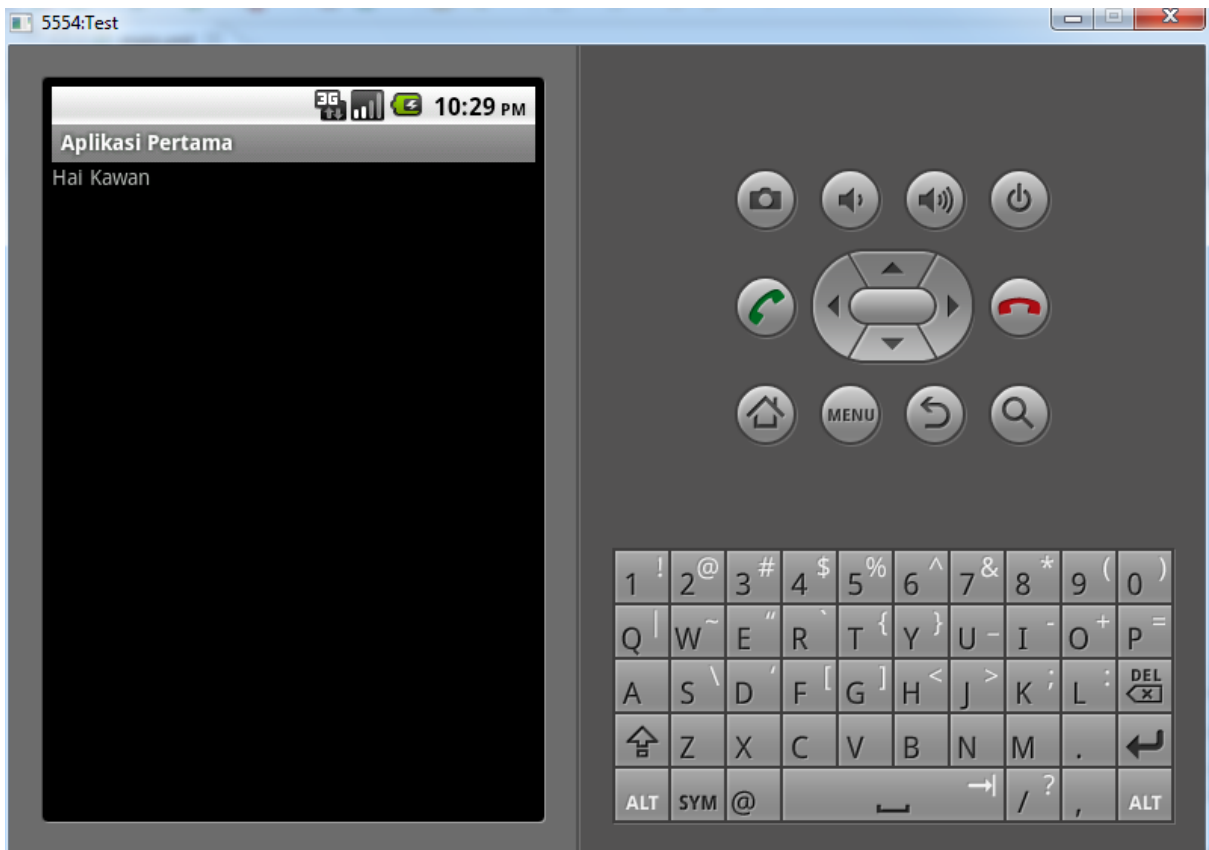 5554:Test
3G 10:29 PM
Aplikasi Pertama
Hai Kawan
MENU
1 ! 2 @ 3 # 4 $ 5 % 6 ^ 7 & 8 * 9 ( 0 )
Q | W ~ E " R ` T { Y } U _ I - O + P =
A S \ D ' F [ G ] H < J > K ; L : DEL
Z X C V B N M .
ALT SYM @ / ? , ALT